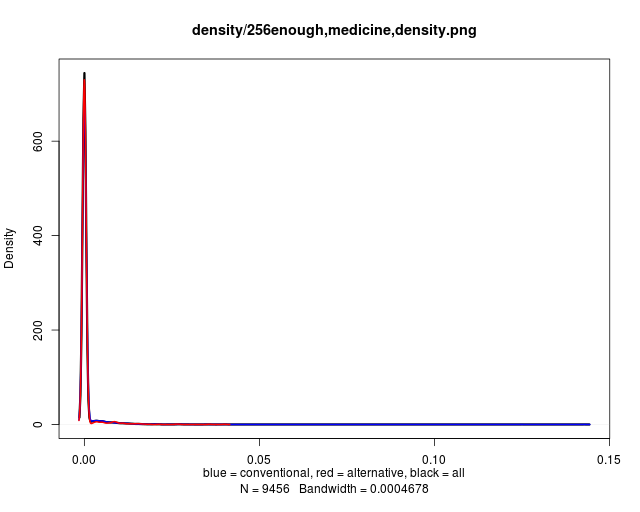 density/256enough,medicine,density.png
Density
600
400
200
0
0.00 0.05 0.10 0.15
blue = conventional, red = alternative, black = all
N = 9456 Bandwidth = 0.0004678